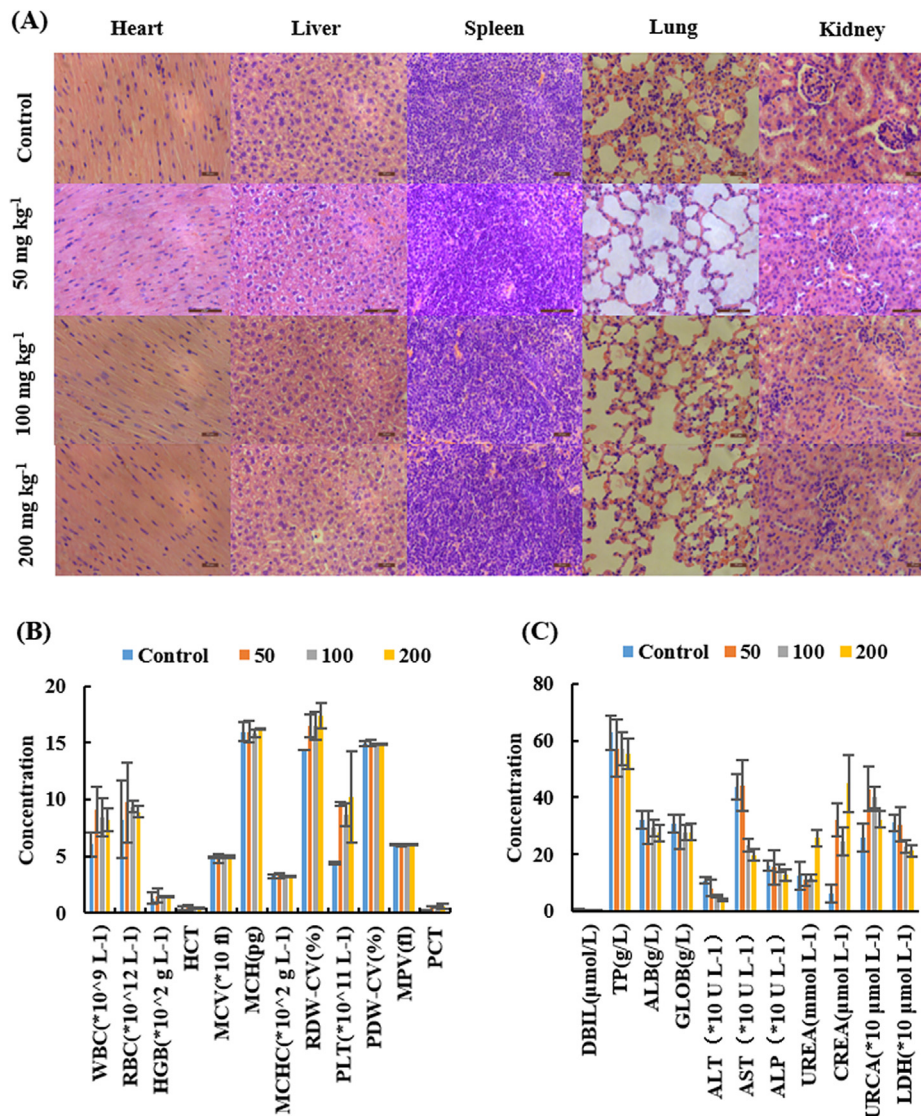 (A)
Heart Liver Spleen Lung Kidney
Control
50 mg kg-1
100 mg kg-1
200 mg kg-1
(B)
Control 50 100 200
Concentration
20
15
10
5
0
WBC(*10^9 L-1)
RBC(*10^12 L-1)
HGB(*10^2 g L-1)
HCT
MCV(*10 fl)
MCH(pg)
MCHC(*10^2 g L-1)
RDW-CV(%)
PLT(*10^11 L-1)
PDW-CV(%)
MPV(fl)
PCT
(C)
Control 50 100 200
Concentration
80
60
40
20
0
DBIL(μmol/L)
TP(g/L)
ALB(g/L)
GLOB(g/L)
ALT（*10 U L-1）
AST（*10 U L-1）
ALP（*10 U L-1）
UREA(mmol L-1)
CREA(μmol L-1)
URCA(*10 μmol L-1)
LDH(*10 μmol L-1)